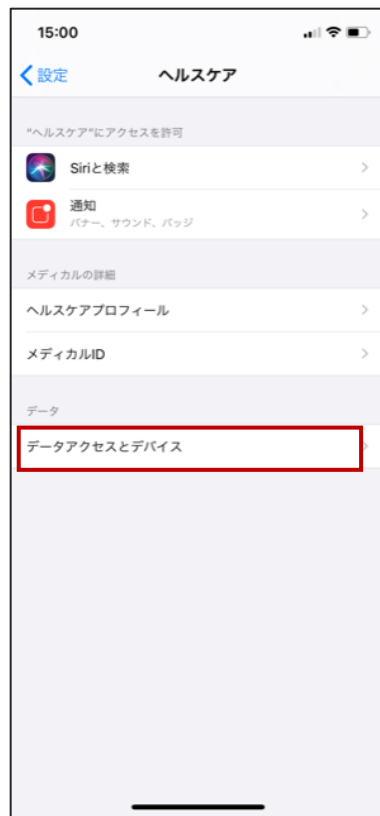 15:00
設定
ヘルスケア
"ヘルスケア"にアクセスを許可
Siriと検索
通知
バナー、サウンド、バッジ
メディカルの詳細
ヘルスケアプロフィール
メディカルID
データ
データアクセスとデバイス